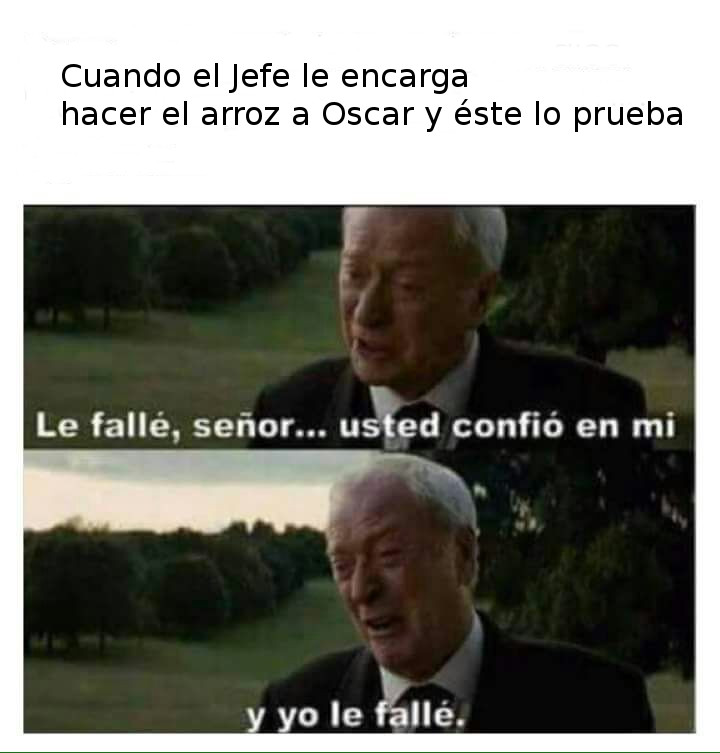 Cuando el Jefe le encarga
hacer el arroz a Oscar y éste lo prueba
Le fallé, señor... usted confió en mi
y yo le fallé.